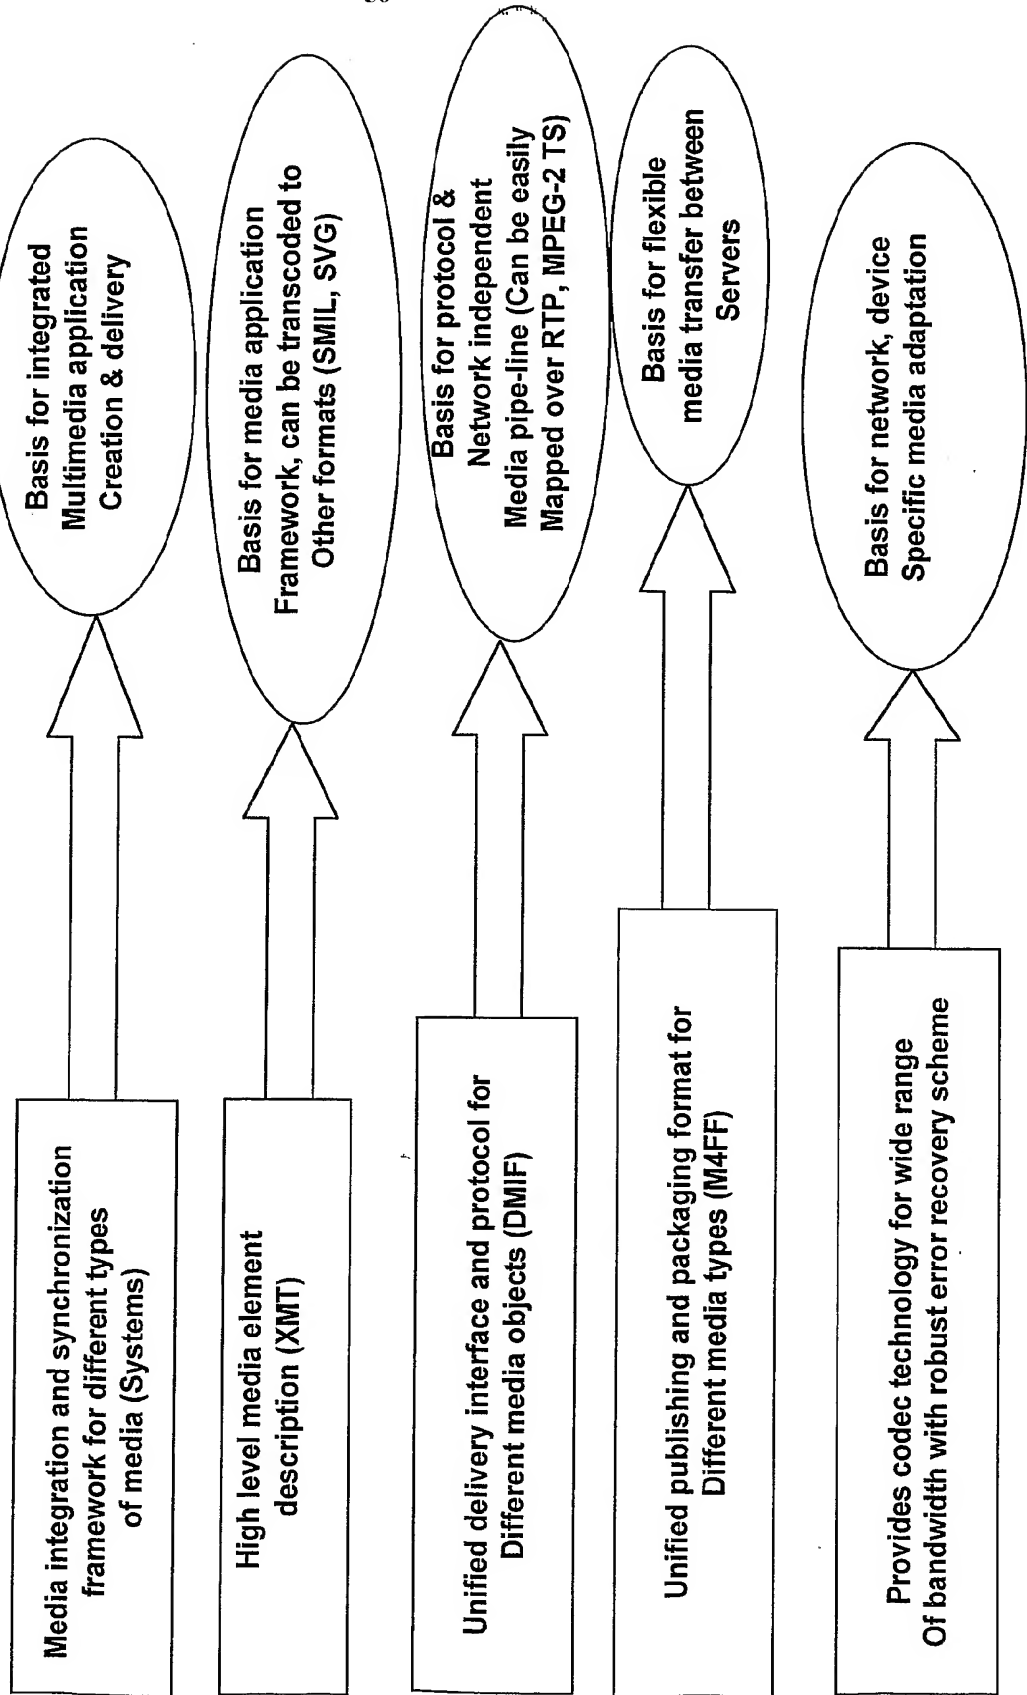 Media integration and synchronization
framework for different types
of media (Systems)
Basis for integrated
Multimedia application
Creation & delivery
High level media element
description (XMT)
Basis for media application
Framework, can be transcoded to
Other formats (SMIL, SVG)
Unified delivery interface and protocol for
Different media objects (DMIF)
Basis for protocol &
Network independent
Media pipe-line (Can be easily
Mapped over RTP, MPEG-2 TS)
Unified publishing and packaging format for
Different media types (M4FF)
Basis for flexible
media transfer between
Servers
Provides codec technology for wide range
Of bandwidth with robust error recovery scheme
Basis for network, device
Specific media adaptation